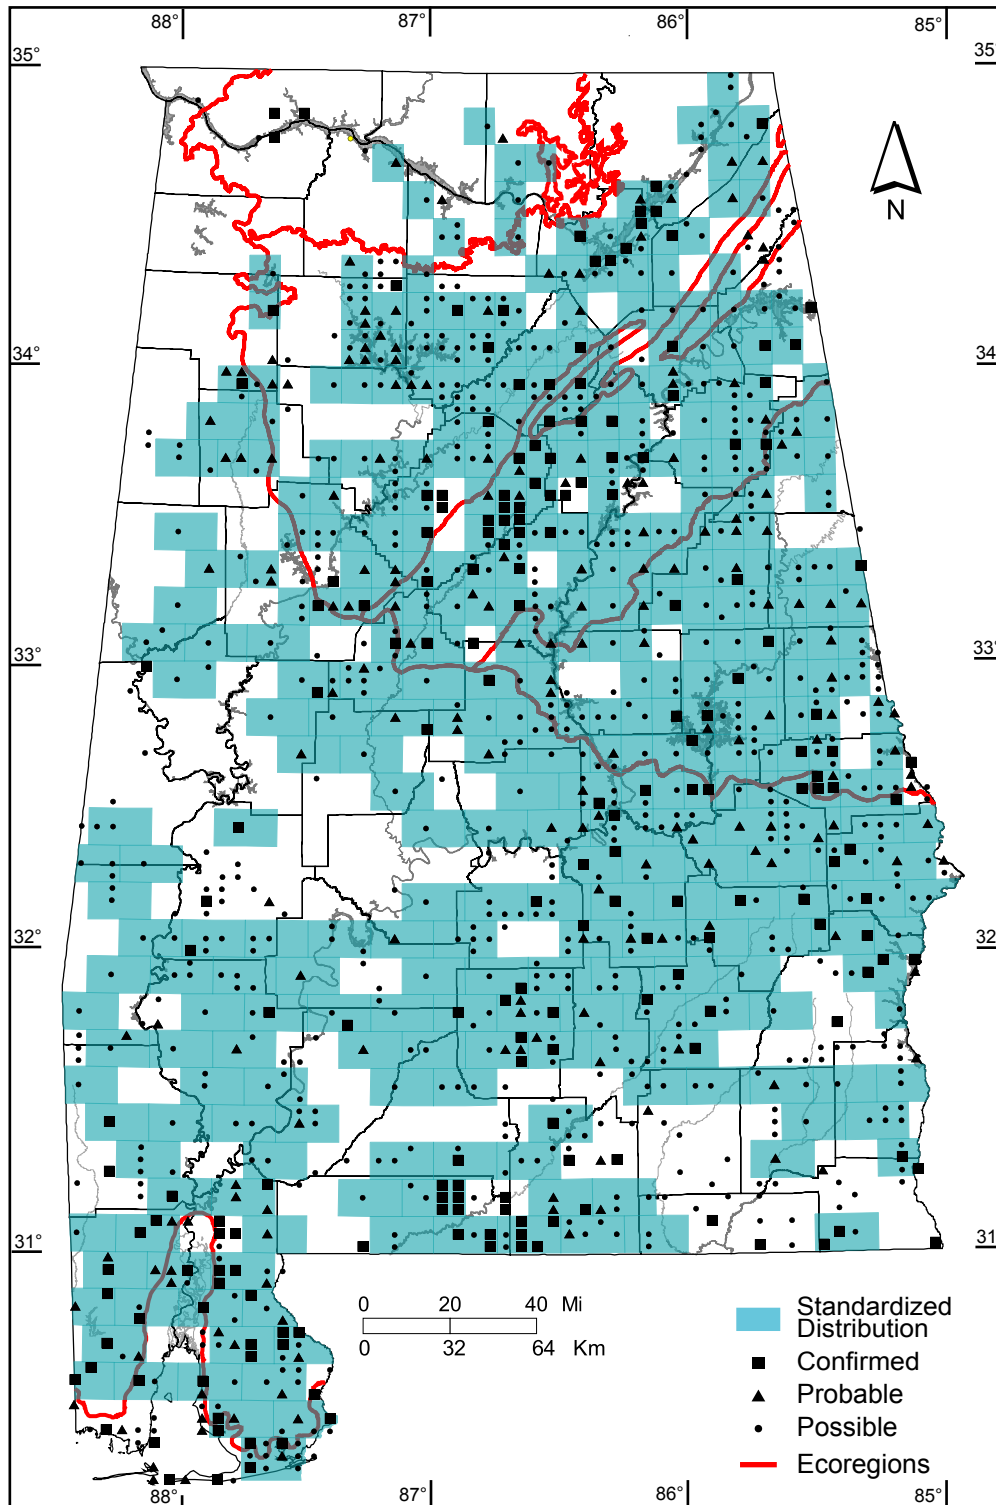 88° 87° 86° 85°
35° 35°
N
34° 34
33° 33°
32° 32
31° 31
0 20 40 Mi
0 32 64 Km
Standardized
Distribution
Confirmed
Probable
Possible
Ecoregions
88° 87° 86° 85°